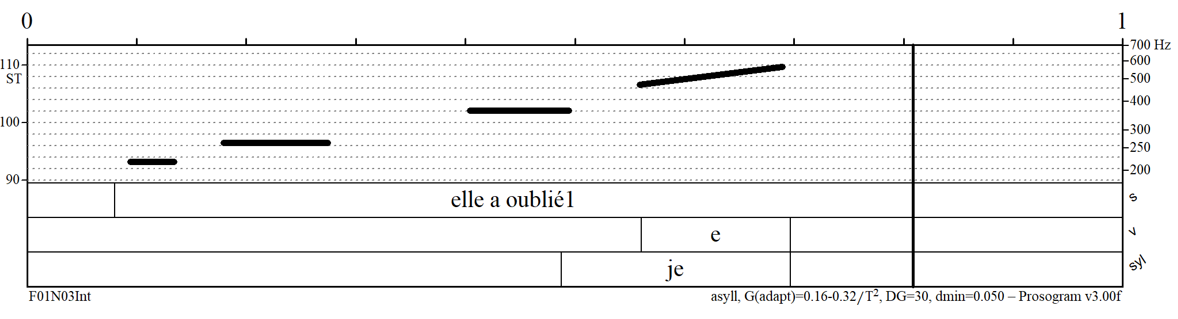 0 1
700 Hz
110 600
ST 500
400
100
300
250
200
90
elle a oublié1 s
e v
je syl
F01N03Int asyll, G(adapt)=0.16-0.32/T², DG=30, dmin=0.050 – Prosogram v3.00f